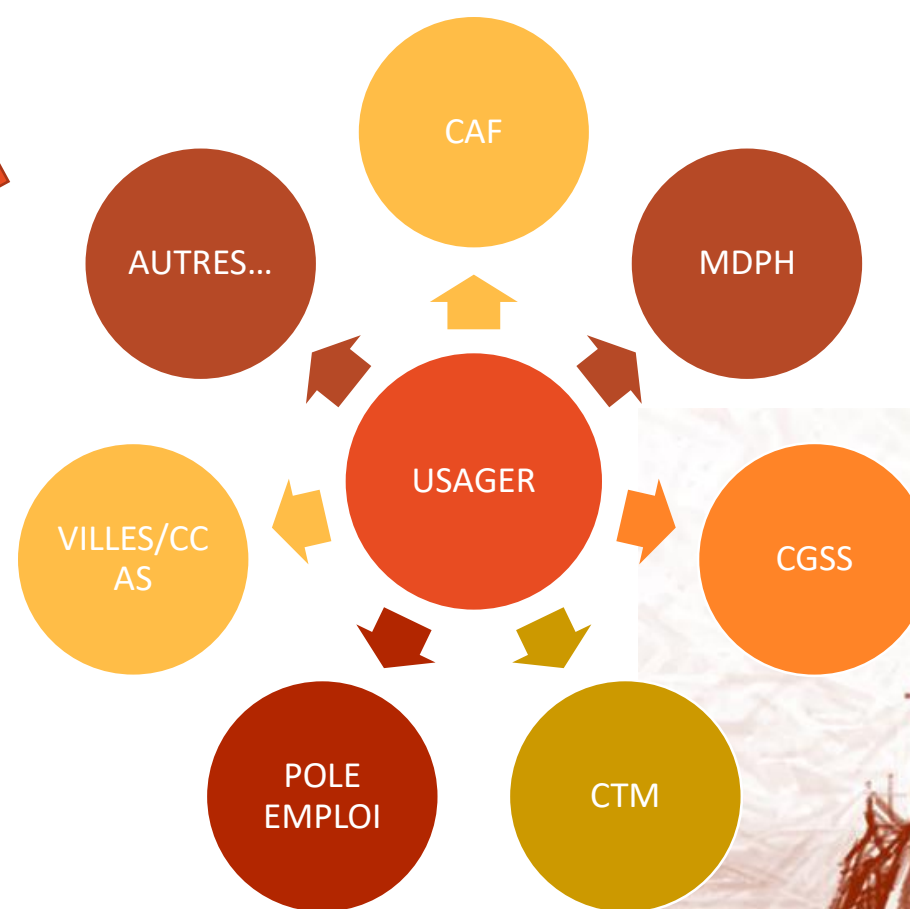 CAF
AUTRES...
MDPH
USAGER
VILLES/CC
AS
CGSS
POLE
EMPLOI
CTM